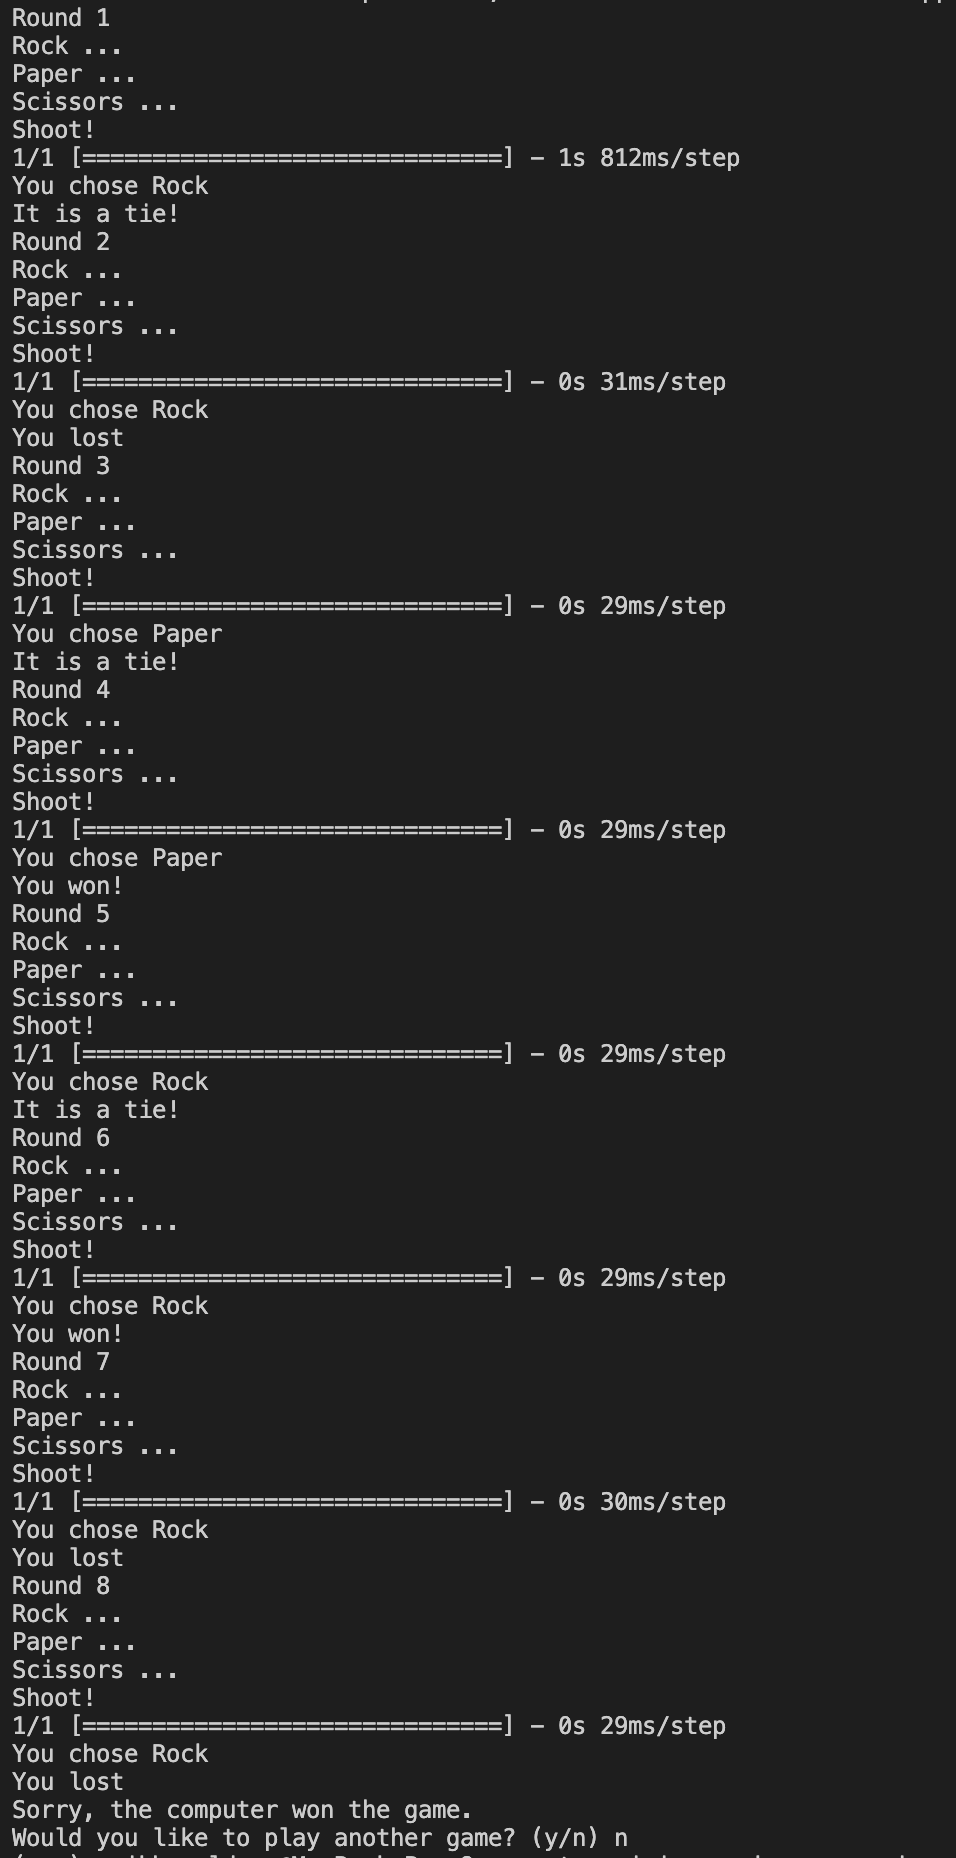 Round 1
Rock ...
Paper ...
Scissors ...
Shoot!
1/1 [==============================] - 1s 812ms/step
You chose Rock
It is a tie!
Round 2
Rock ...
Paper ...
Scissors ...
Shoot!
1/1 [==============================] - 0s 31ms/step
You chose Rock
You lost
Round 3
Rock ...
Paper ...
Scissors ...
Shoot!
1/1 [==============================] - 0s 29ms/step
You chose Paper
It is a tie!
Round 4
Rock ...
Paper ...
Scissors ...
Shoot!
1/1 [==============================] - 0s 29ms/step
You chose Paper
You won!
Round 5
Rock ...
Paper ...
Scissors ...
Shoot!
1/1 [==============================] - 0s 29ms/step
You chose Rock
It is a tie!
Round 6
Rock ...
Paper ...
Scissors ...
Shoot!
1/1 [==============================] - 0s 29ms/step
You chose Rock
You won!
Round 7
Rock ...
Paper ...
Scissors ...
Shoot!
1/1 [==============================] - 0s 30ms/step
You chose Rock
You lost
Round 8
Rock ...
Paper ...
Scissors ...
Shoot!
1/1 [==============================] - 0s 29ms/step
You chose Rock
You lost
Sorry, the computer won the game.
Would you like to play another game? (y/n) n